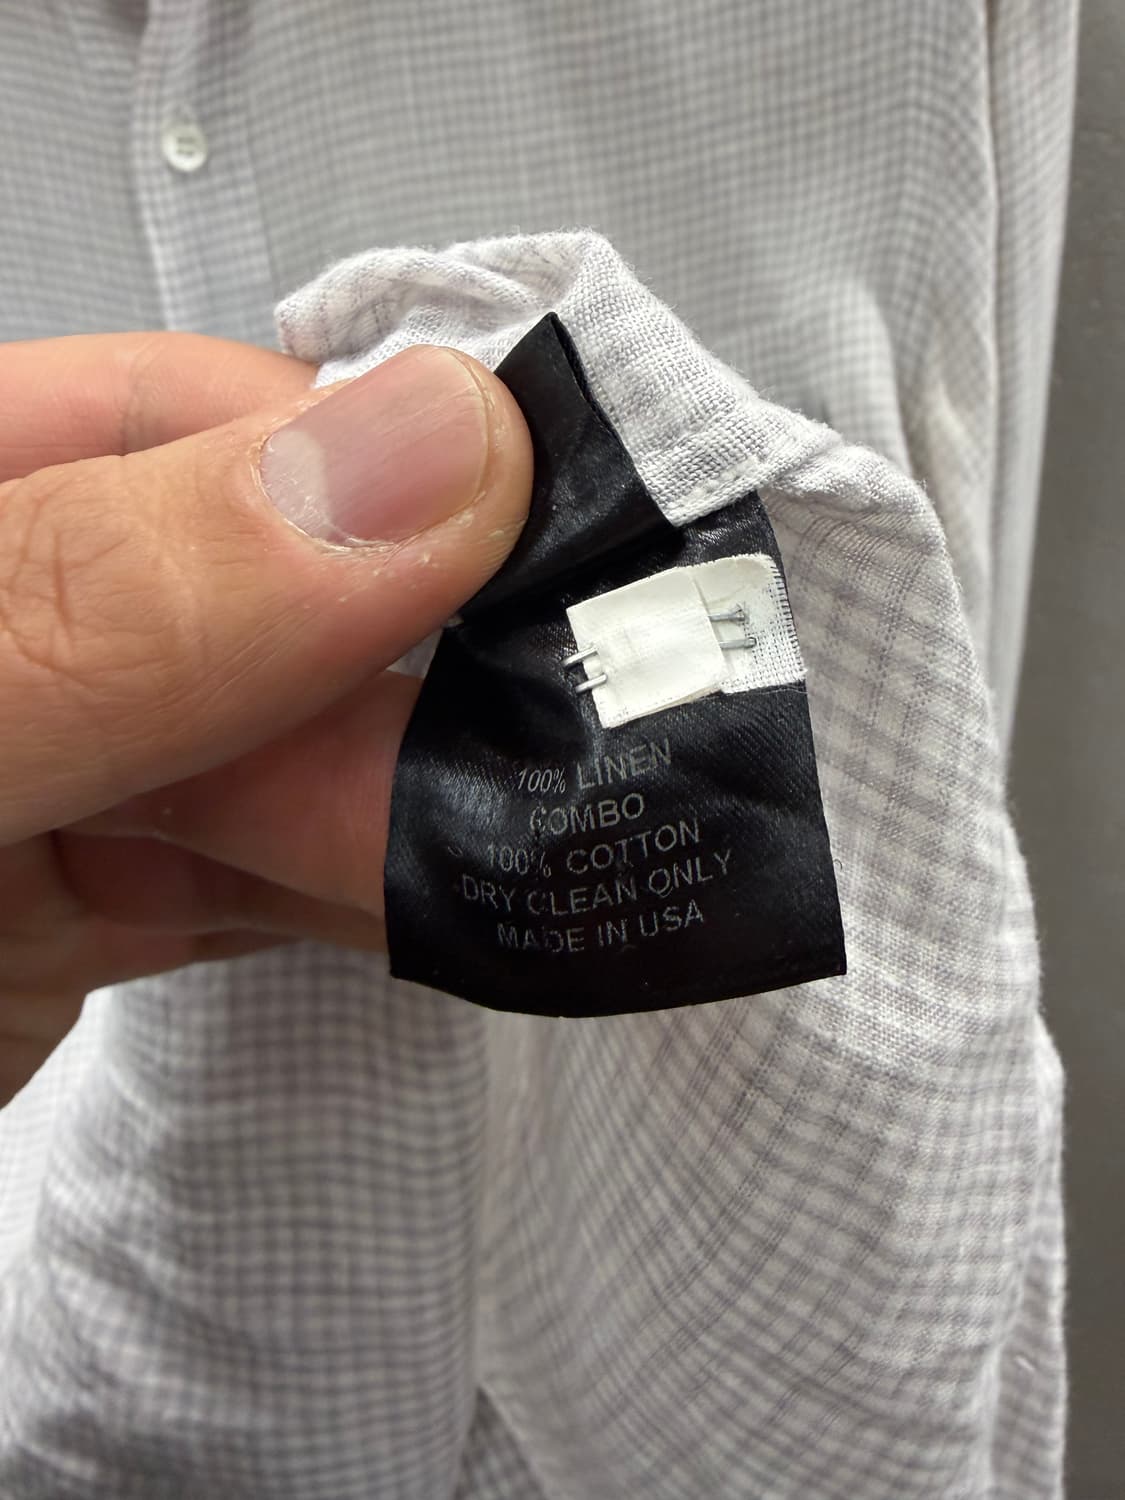 100% LINEN
COMBO
100% COTTON
DRY CLEAN ONLY
MADE IN USA